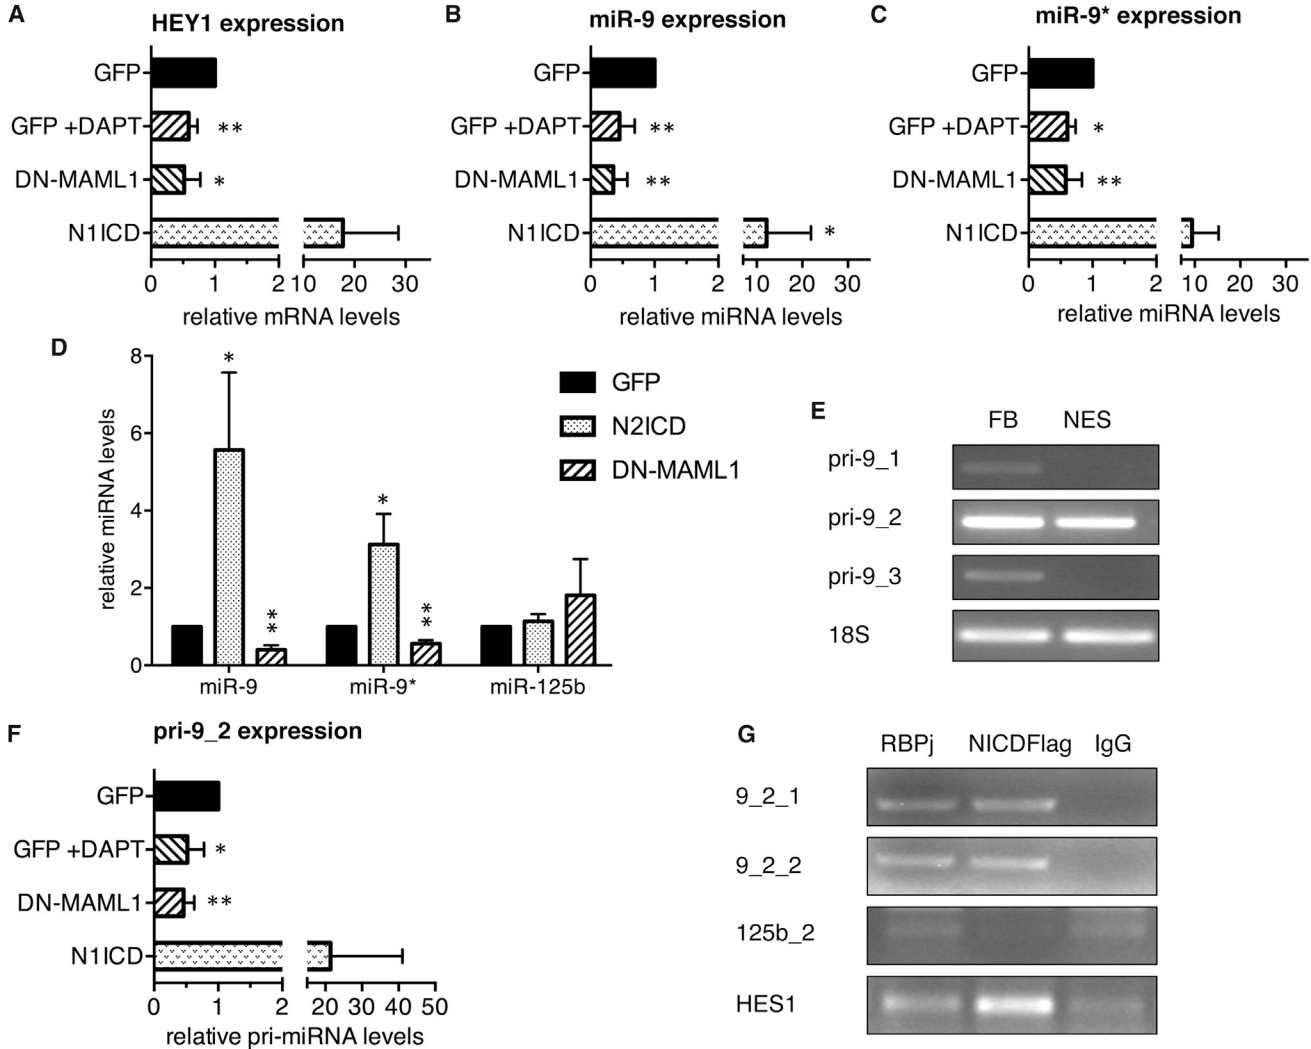 A
HEY1 expression
GFP
GFP +DAPT
**
DN-MAML1
*
N1ICD
0 1 2 10 20 30
relative mRNA levels
B
miR-9 expression
GFP
GFP +DAPT
**
DN-MAML1
**
N1ICD
*
0 1 2 10 20 30
relative miRNA levels
C
miR-9* expression
GFP
GFP +DAPT
*
DN-MAML1
**
N1ICD
0 1 2 10 20 30
relative miRNA levels
D
relative miRNA levels
8
6
4
2
0
*
**
*
**
miR-9 miR-9* miR-125b
GFP
N2ICD
DN-MAML1
E
FB NES
pri-9_1
pri-9_2
pri-9_3
18S
F
pri-9_2 expression
GFP
GFP +DAPT
*
DN-MAML1
**
N1ICD
0 1 2 20 30 40 50
relative pri-miRNA levels
G
RBPj NICDFlag IgG
9_2_1
9_2_2
125b_2
HES1